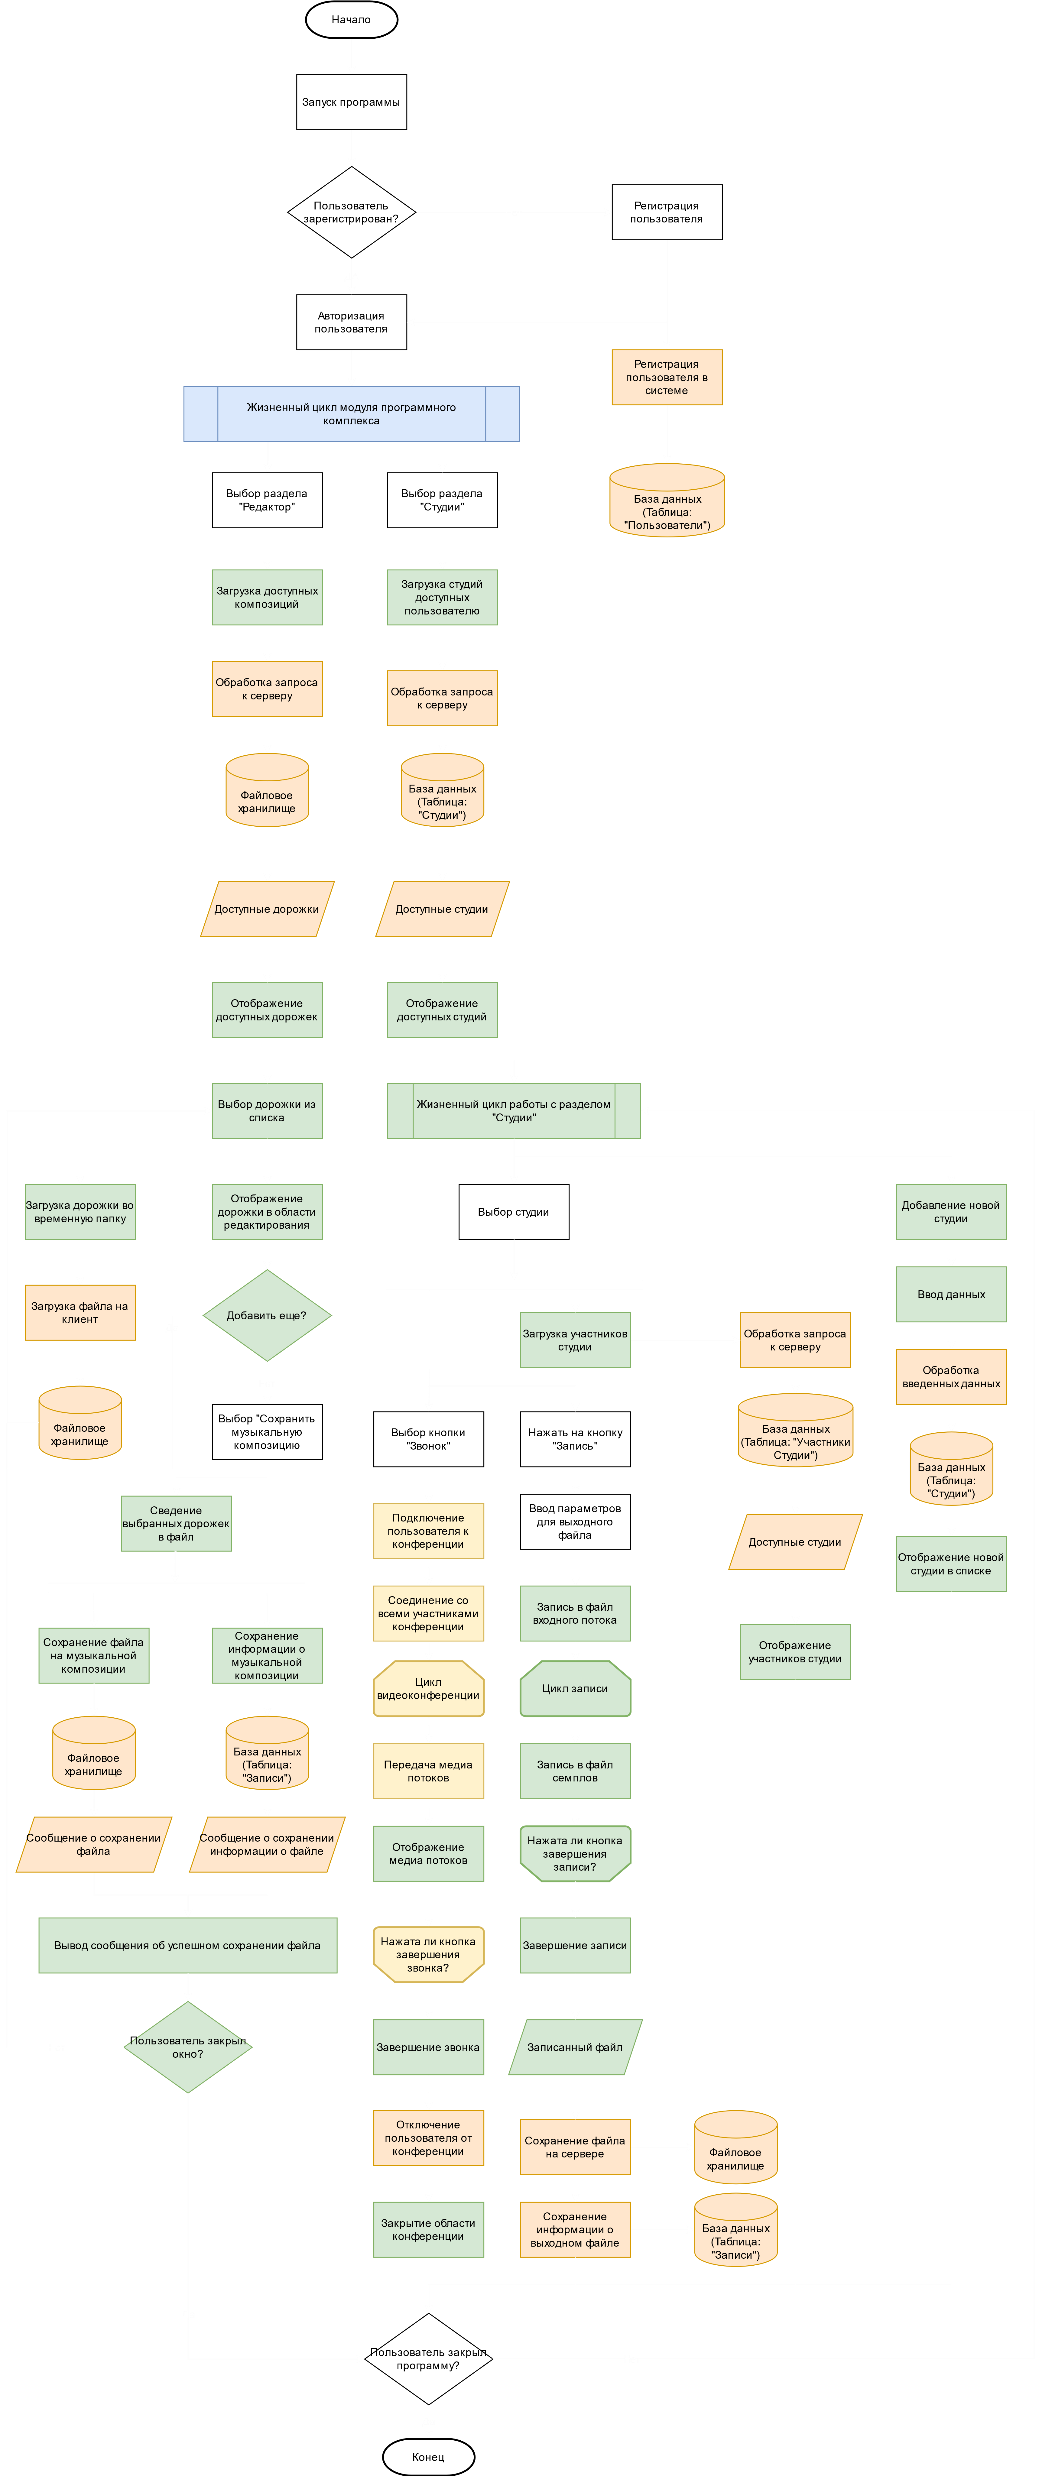 Начало
Запуск программы
Пользователь
зарегистрирован?
Регистрация
пользователя
Авторизация
пользователя
Регистрация
пользователя в
системе
Жизненный цикл модуля программного
комплекса
Выбор раздела
"Редактор"
Выбор раздела
"Студии"
База данных
(Таблица:
"Пользователи")
Загрузка доступных
композиций
Загрузка студий
доступных
пользователю
Обработка запроса
к серверу
Обработка запроса
к серверу
Файловое
хранилище
База данных
(Таблица:
"Студии")
Доступные дорожки
Доступные студии
Отображение
доступных дорожек
Отображение
доступных студий
Выбор дорожки из
списка
Жизненный цикл работы с разделом
"Студии"
Загрузка дорожки во
временную папку
Отображение
дорожки в области
редактирования
Выбор студии
Добавление новой
студии
Загрузка файла на
клиент
Добавить еще?
Загрузка участников
студии
Обработка запроса
к серверу
Ввод данных
Обработка
введенных данных
Файловое
хранилище
Выбор "Сохранить
музыкальную
композицию
Выбор кнопки
"Звонок"
Нажать на кнопку
"Запись"
База данных
(Таблица: "Участники
Студии")
База данных
(Таблица:
"Студии")
Сведение
выбранных дорожек
в файл
Подключение
пользователя к
конференции
Ввод параметров
для выходного
файла
Доступные студии
Отображение новой
студии в списке
Соединение со
всеми участниками
конференции
Запись в файл
входного потока
Сохранение файла
на музыкальной
композиции
Сохранение
информации о
музыкальной
композиции
Отображение
участников студии
Цикл
видеоконференции
Цикл записи
Файловое
хранилище
База данных
(Таблица:
"Записи")
Передача медиа
потоков
Запись в файл
семплов
Сообщение о сохранении
файла
Сообщение о сохранении
информации о файле
Отображение
медиа потоков
Нажата ли кнопка
завершения
записи?
Вывод сообщения об успешном сохранении файла
Нажата ли кнопка
завершения
звонка?
Завершение записи
Пользователь закрыл
окно?
Завершение звонка
Записанный файл
Отключение
пользователя от
конференции
Сохранение файла
на сервере
Файловое
хранилище
Закрытие области
конференции
Сохранение
информации о
выходном файле
База данных
(Таблица:
"Записи")
Пользователь закрыл
программу?
Конец